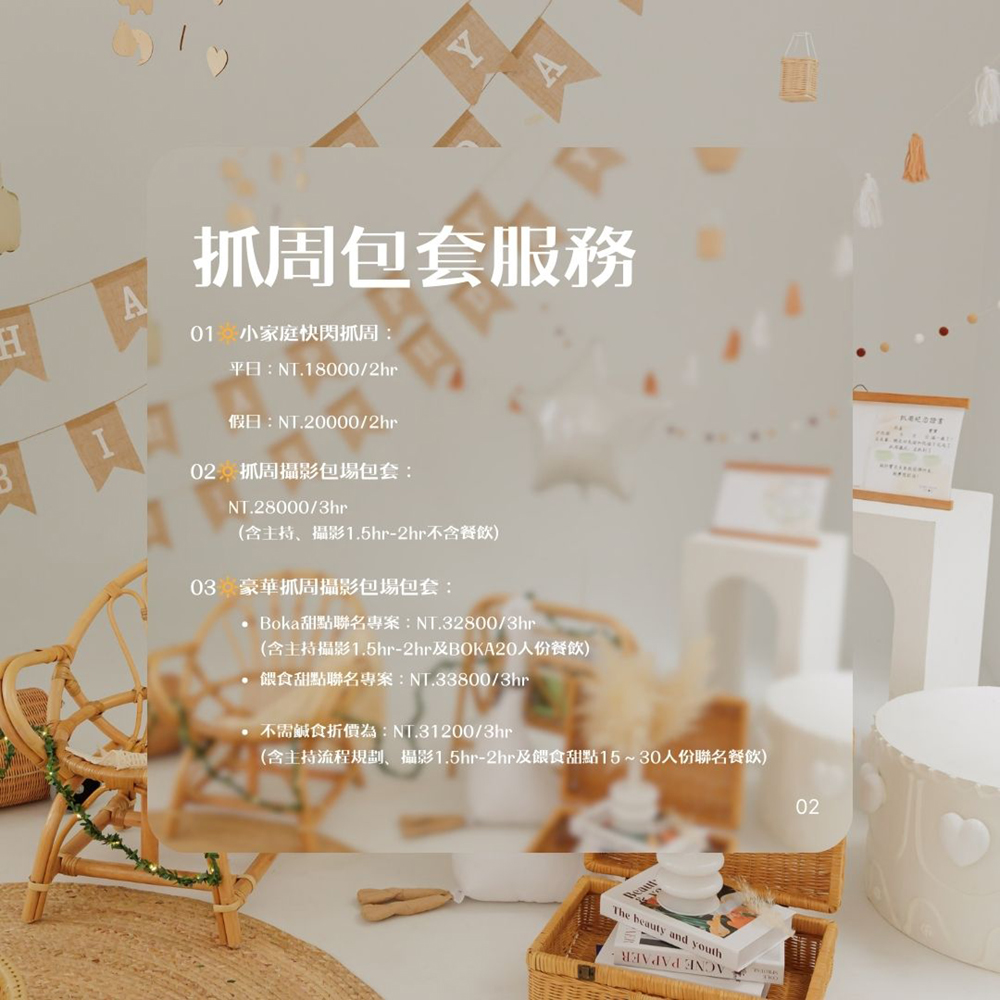 Y A
H A
B I
抓周包套服務
01🔆小家庭快閃抓周：
平日：NT.18000/2hr
假日：NT.20000/2hr
02🔆抓周攝影包場包套：
NT.28000/3hr
（含主持、攝影1.5hr-2hr不含餐飲）
03🔆豪華抓周攝影包場包套：
• Boka甜點聯名專案：NT.32800/3hr
（含主持攝影1.5hr-2hr及BOKA20人份餐飲）
• 餵食甜點聯名專案：NT.33800/3hr
• 不需鹹食折價為：NT.31200/3hr
（含主持流程規劃、攝影1.5hr-2hr及餵食甜點15～30人份聯名餐飲）
02
The beauty and youth
ACNE PAPAER